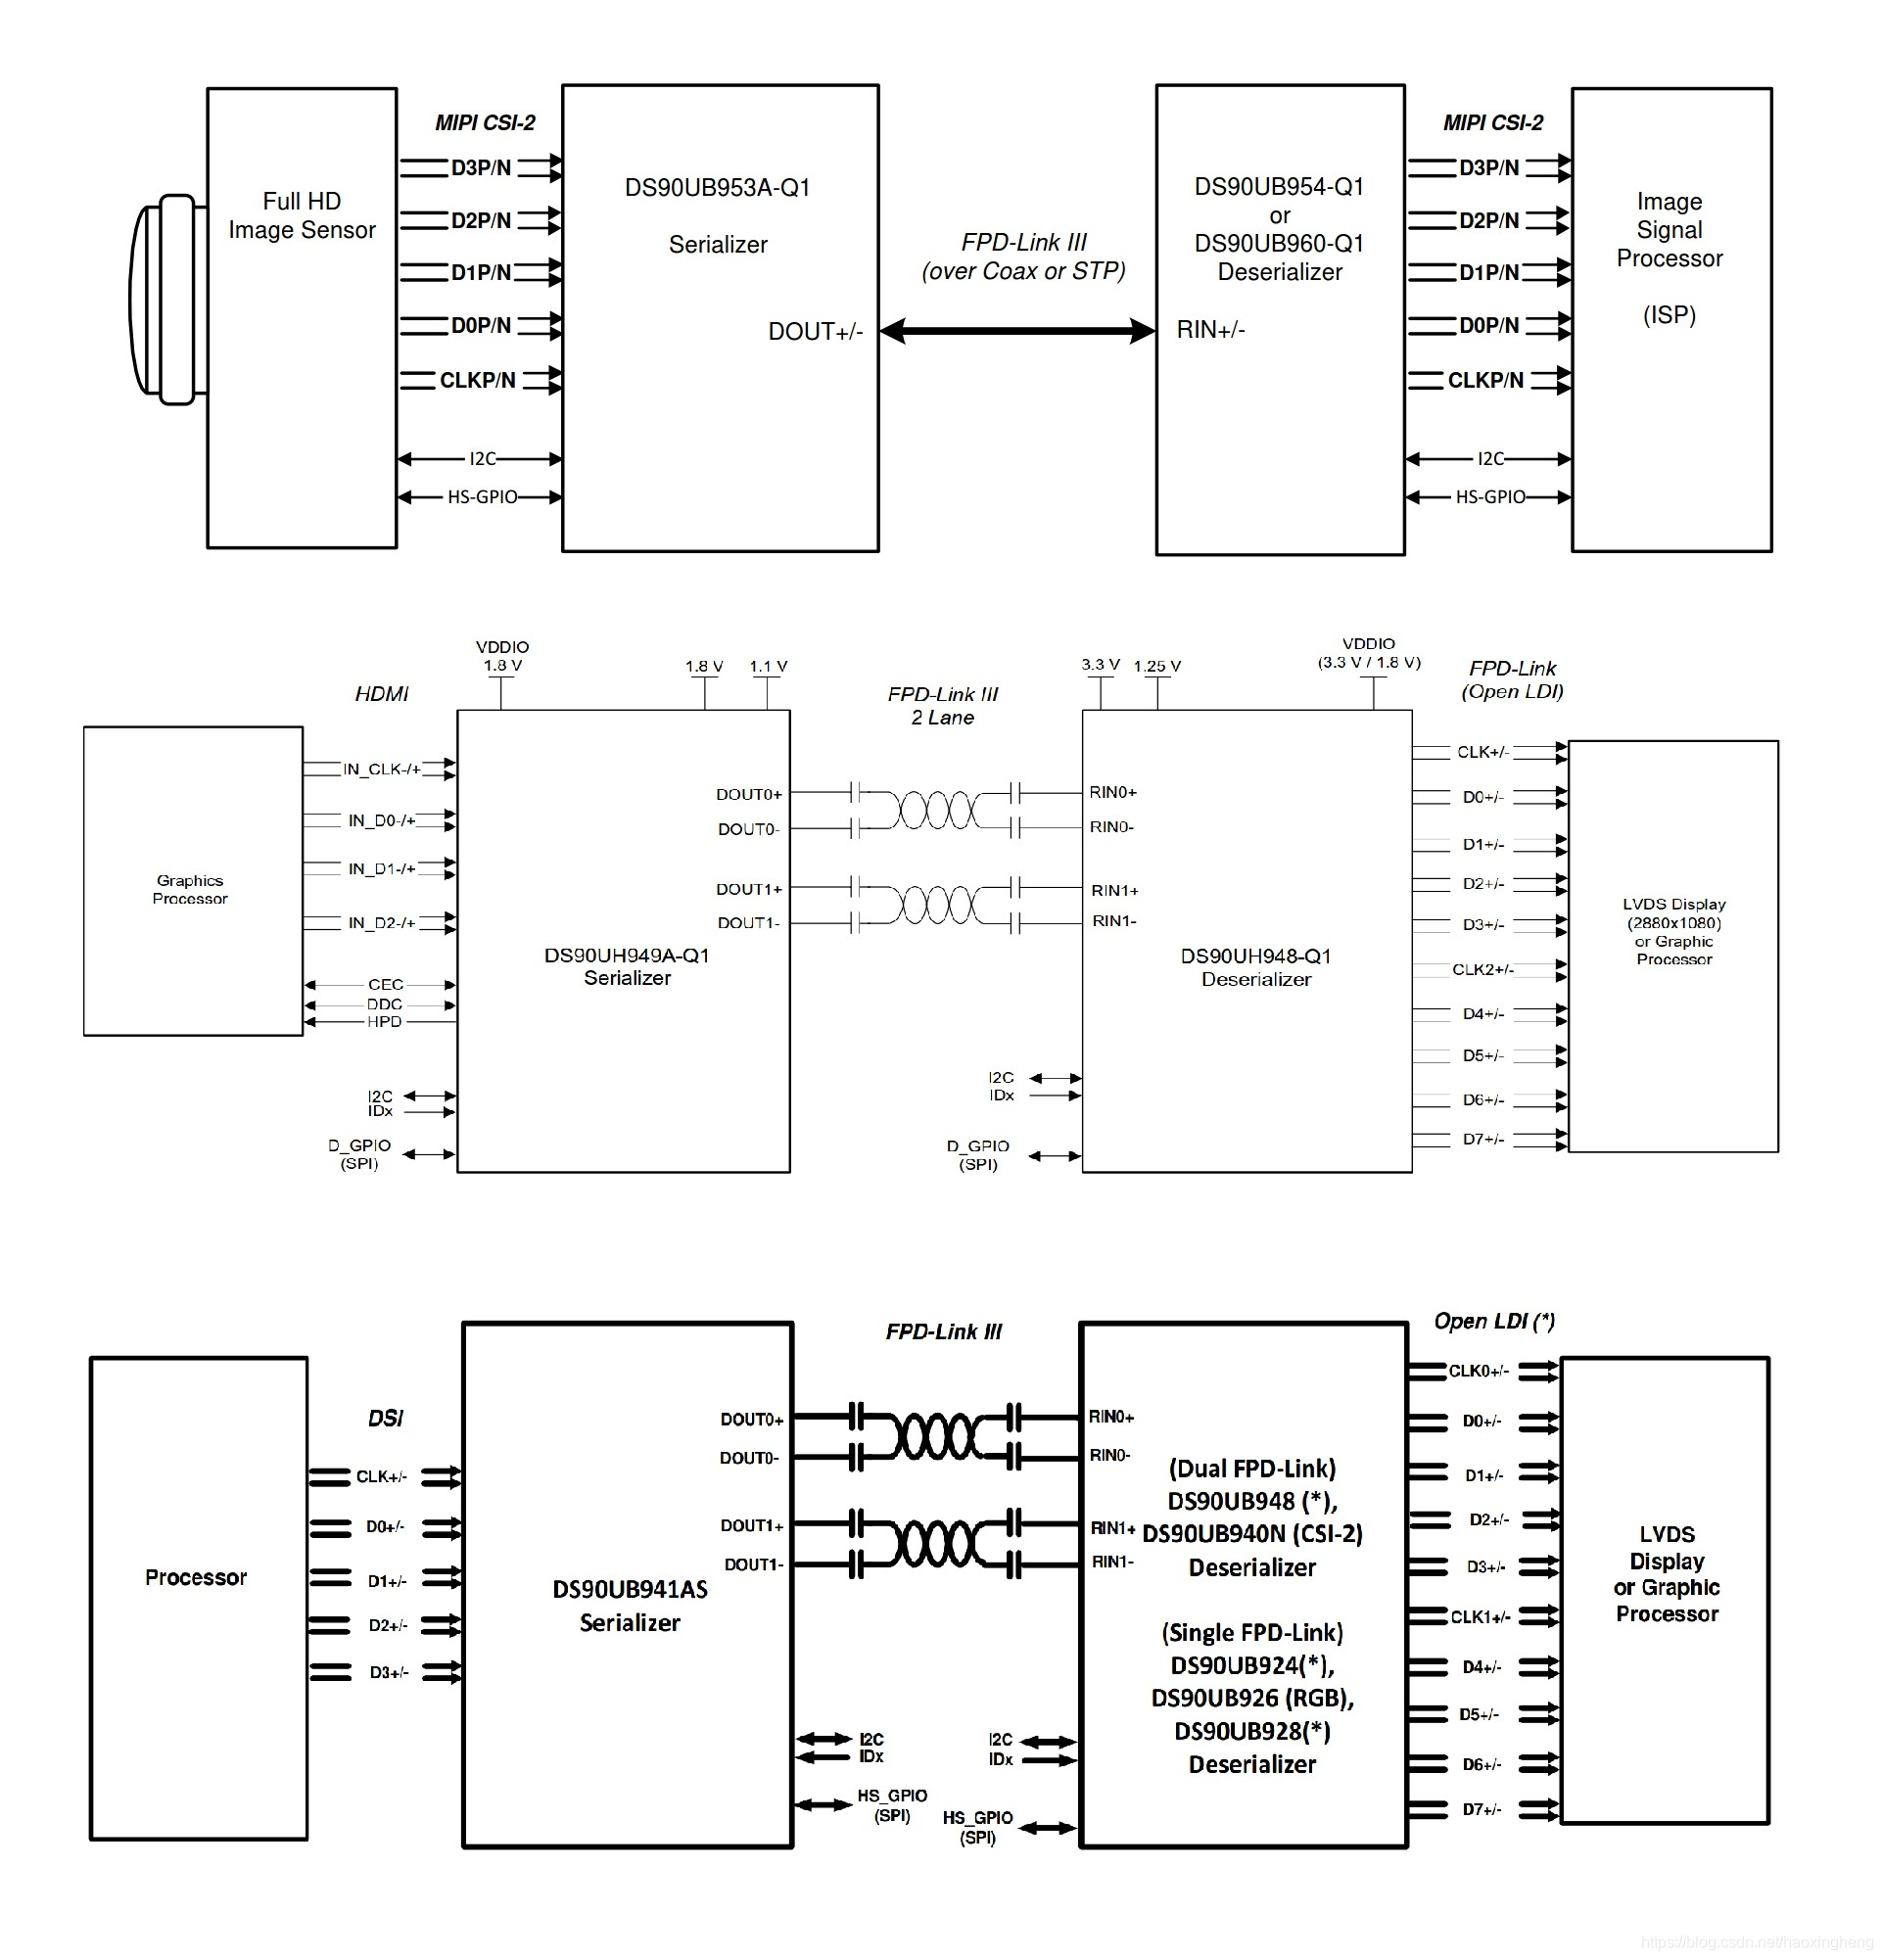 MIPI CSI-2
MIPI CSI-2
D3P/N
D3P/N
Full HD
Image Sensor
DS90UB953A-Q1
Serializer
DS90UB954-Q1
or
DS90UB960-Q1
Deserializer
Image
Signal
Processor
(ISP)
D2P/N
D2P/N
FPD-Link III
(over Coax or STP)
D1P/N
D1P/N
D0P/N
DOUT+/-
RIN+/-
D0P/N
CLKP/N
CLKP/N
I2C
I2C
HS-GPIO
HS-GPIO
VDDIO
1.8 V
1.8 V
1.1 V
3.3 V
1.25 V
VDDIO
(3.3 V / 1.8 V)
HDMI
FPD-Link III
2 Lane
FPD-Link
(Open LDI)
IN_CLK-/+
IN_D0-/+
IN_D1-/+
IN_D2-/+
Graphics
Processor
CEC
DDC
HPD
I2C
IDx
D_GPIO
(SPI)
DOUT0+
DOUT0-
DOUT1+
DOUT1-
DS90UH949A-Q1
Serializer
RIN0+
RIN0-
RIN1+
RIN1-
DS90UH948-Q1
Deserializer
I2C
IDx
D_GPIO
(SPI)
CLK+/-
D0+/-
D1+/-
D2+/-
D3+/-
CLK2+/-
D4+/-
D5+/-
D6+/-
D7+/-
LVDS Display
(2880x1080)
or Graphic
Processor
FPD-Link III
Open LDI (*)
DSI
CLK+/-
D0+/-
D1+/-
D2+/-
D3+/-
Processor
DOUT0+
DOUT0-
DOUT1+
DOUT1-
DS90UB941AS
Serializer
I2C
IDx
HS_GPIO
(SPI)
I2C
IDx
HS_GPIO
(SPI)
RIN0+
RIN0-
RIN1+
RIN1-
(Dual FPD-Link)
DS90UB948 (*),
DS90UB940N (CSI-2)
Deserializer
(Single FPD-Link)
DS90UB924(*),
DS90UB926 (RGB),
DS90UB928(*)
Deserializer
CLK0+/-
D0+/-
D1+/-
D2+/-
D3+/-
CLK1+/-
D4+/-
D5+/-
D6+/-
D7+/-
LVDS
Display
or Graphic
Processor
https://blog.csdn.net/haoxingheng